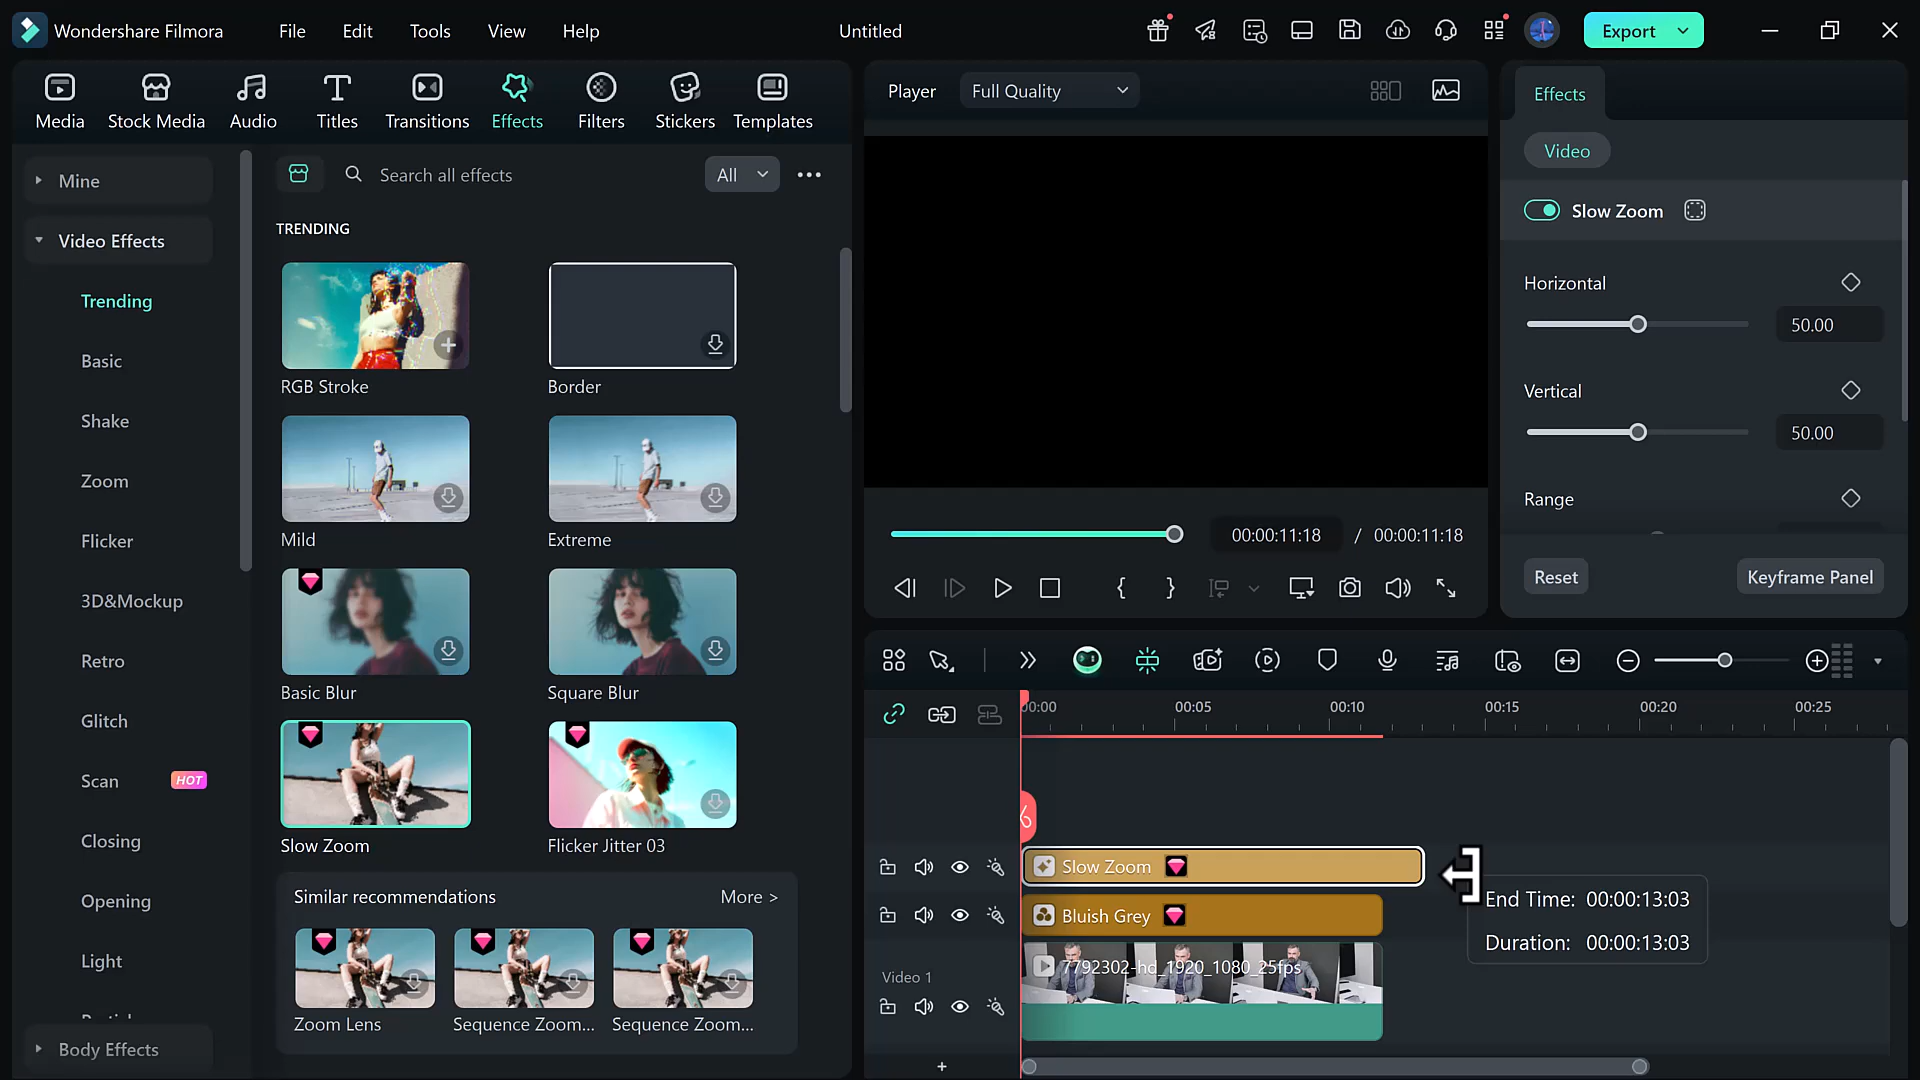 Wondershare Filmora
File
Edit
Tools
View
Help
Untitled
Export
Media
Stock Media
Audio
Titles
Transitions
Effects
Filters
Stickers
Templates
Player
Full Quality
Effects
Video
Mine
Video Effects
Trending
Basic
Shake
Zoom
Flicker
3D&Mockup
Retro
Glitch
Scan
HOT
Closing
Opening
Light
Body Effects
Search all effects
All
TRENDING
RGB Stroke
Border
Mild
Extreme
Basic Blur
Square Blur
Slow Zoom
Flicker Jitter 03
Similar recommendations
More >
Zoom Lens
Sequence Zoom...
Sequence Zoom...
00:00:11:18 / 00:00:11:18
Slow Zoom
Horizontal
50.00
Vertical
50.00
Range
Reset
Keyframe Panel
00:00
00:05
00:10
00:15
00:20
00:25
Slow Zoom
Bluish Grey
Video 1
7792302-hd_1920_1080_25fps
End Time: 00:00:13:03
Duration: 00:00:13:03